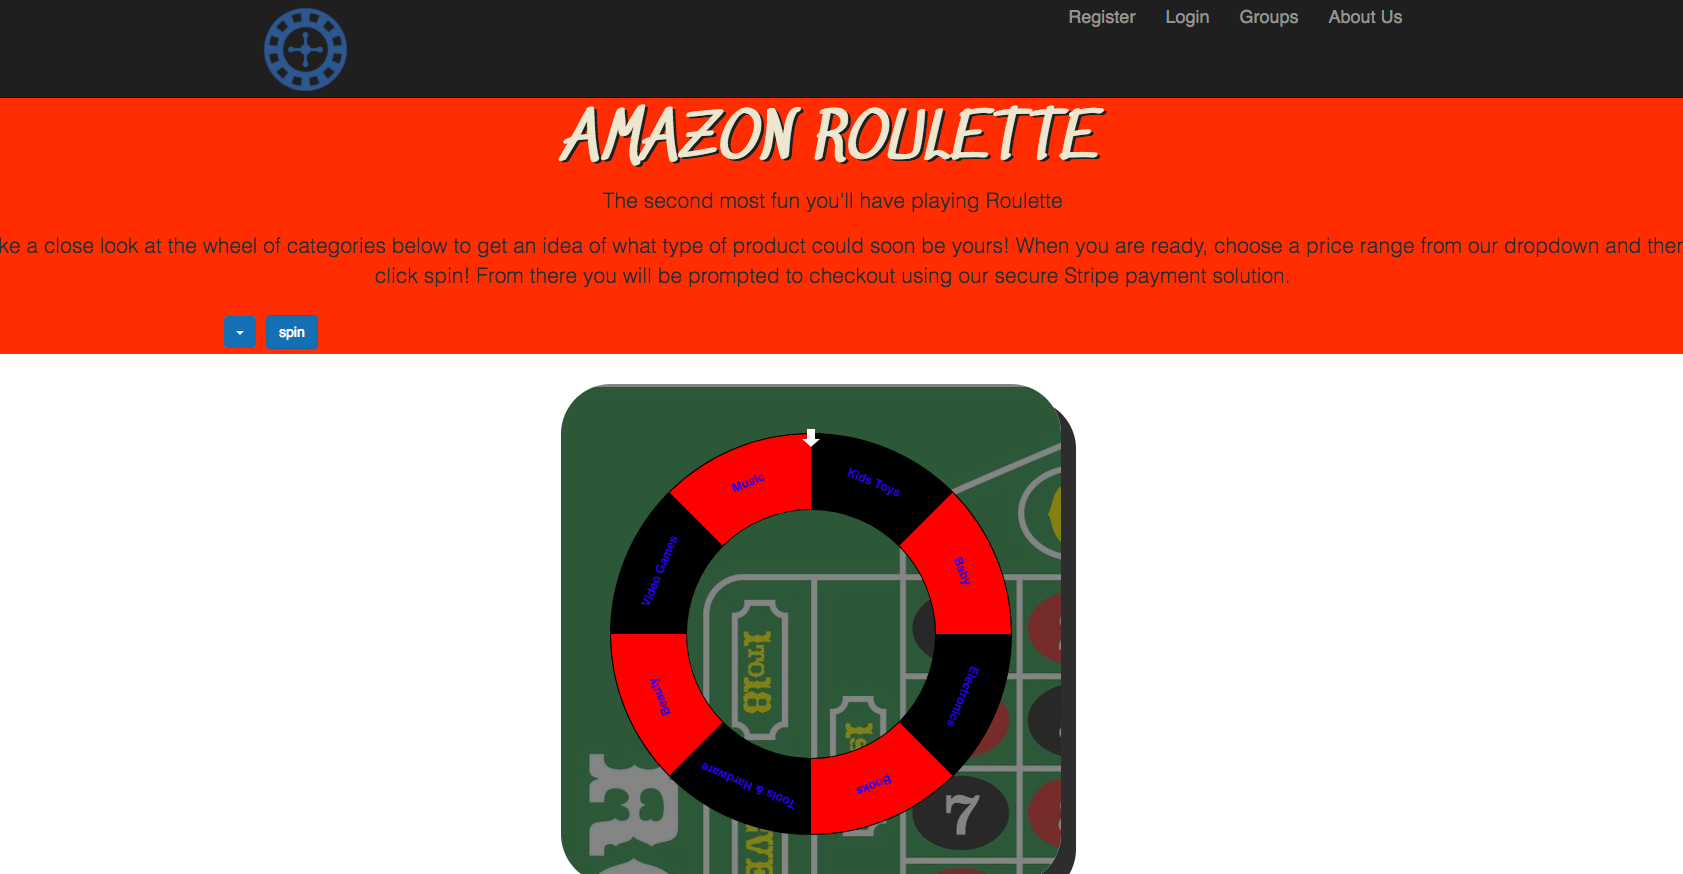 Register Login Groups About Us
AMAZON ROULETTE
The second most fun you'll have playing Roulette
ke a close look at the wheel of categories below to get an idea of what type of product could soon be yours! When you are ready, choose a price range from our dropdown and then
click spin! From there you will be prompted to checkout using our secure Stripe payment solution.
spin
Music
Kids Toys
Video Games
Baby
Beauty
Electronics
Tools & Hardware
Books
1 TO 18
7